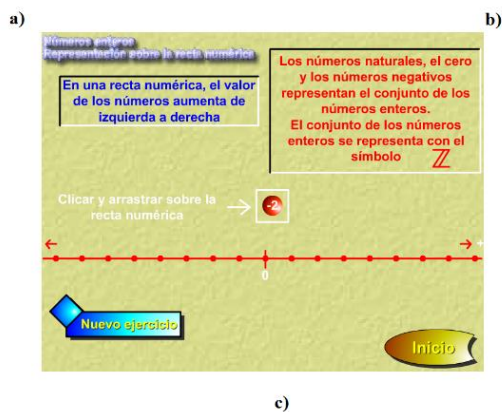 a)
b)
Números enteros
Representación sobre la recta numérica
En una recta numérica, el valor
de los números aumenta de
izquierda a derecha
Los números naturales, el cero
y los números negativos
representan el conjunto de los
números enteros.
El conjunto de los números
enteros se representa con el
símbolo ℤ
Clicar y arrastrar sobre la
recta numérica
-2
+
0
Nuevo ejercicio
Inicio
c)